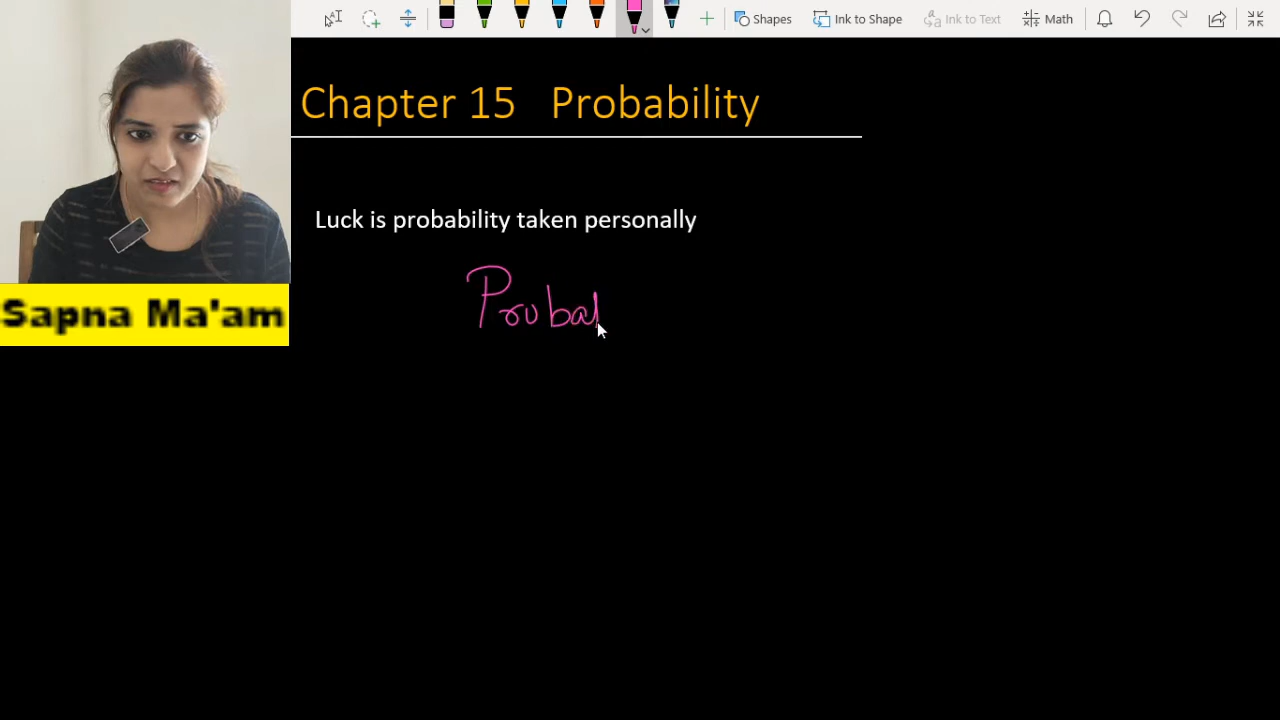 Shapes Ink to Shape Ink to Text Math
Chapter 15 Probability
Luck is probability taken personally
Probal
Sapna Ma'am